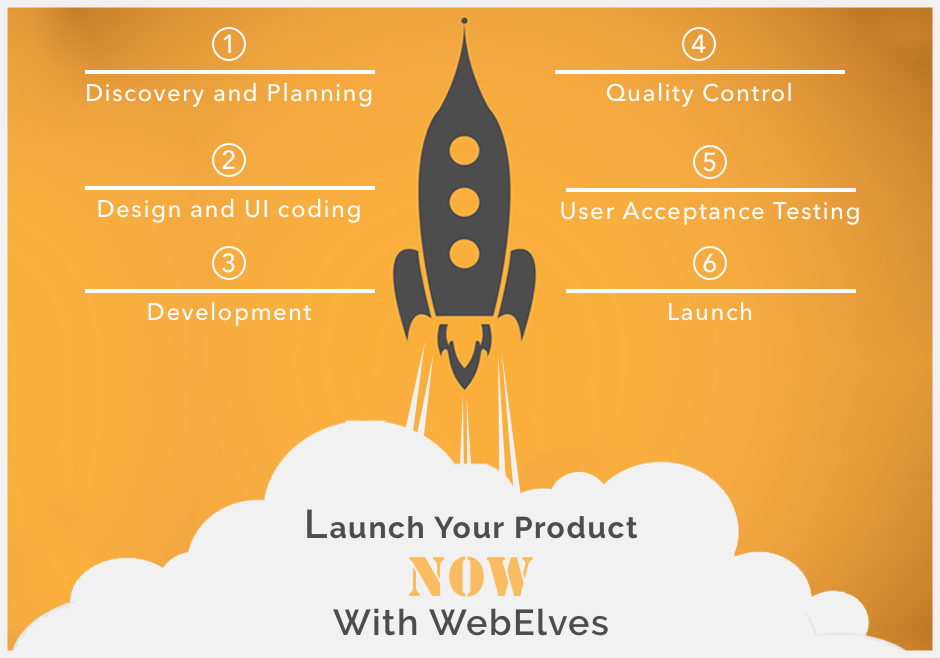 1
Discovery and Planning
2
Design and UI coding
3
Development
4
Quality Control
5
User Acceptance Testing
6
Launch
Launch Your Product
NOW
With WebElves